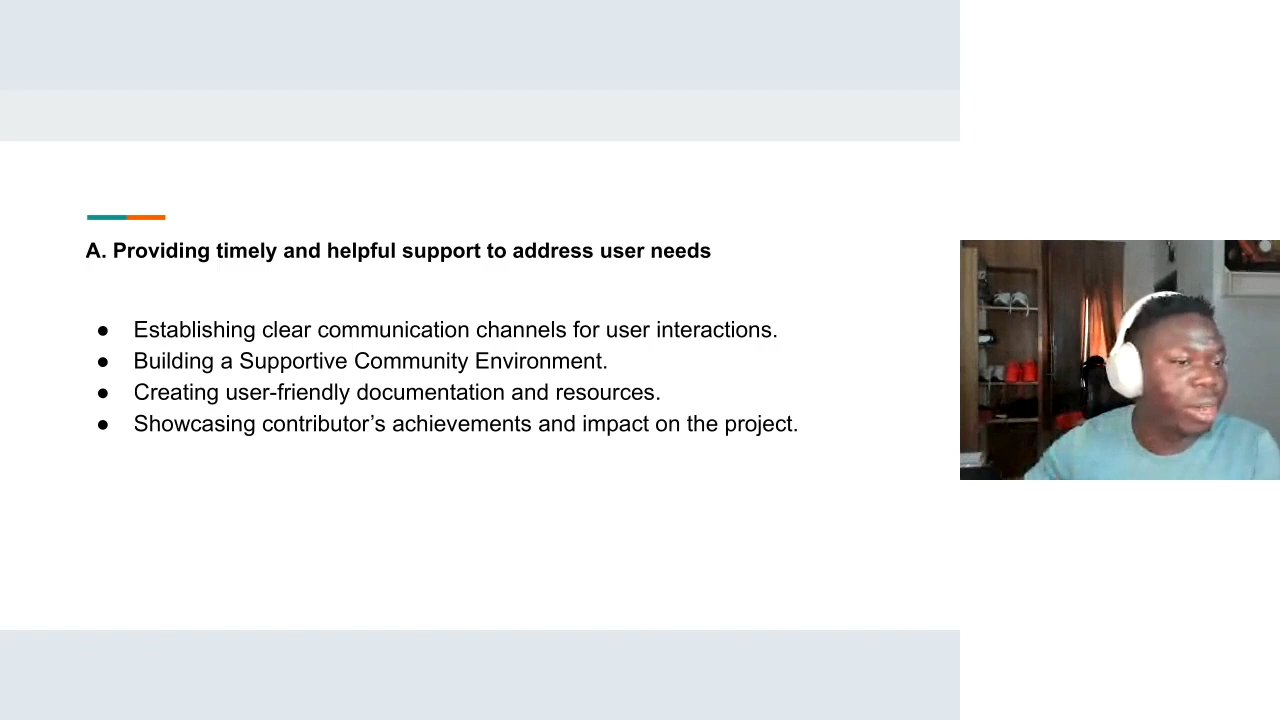 A. Providing timely and helpful support to address user needs
● Establishing clear communication channels for user interactions.
● Building a Supportive Community Environment.
● Creating user-friendly documentation and resources.
● Showcasing contributor’s achievements and impact on the project.